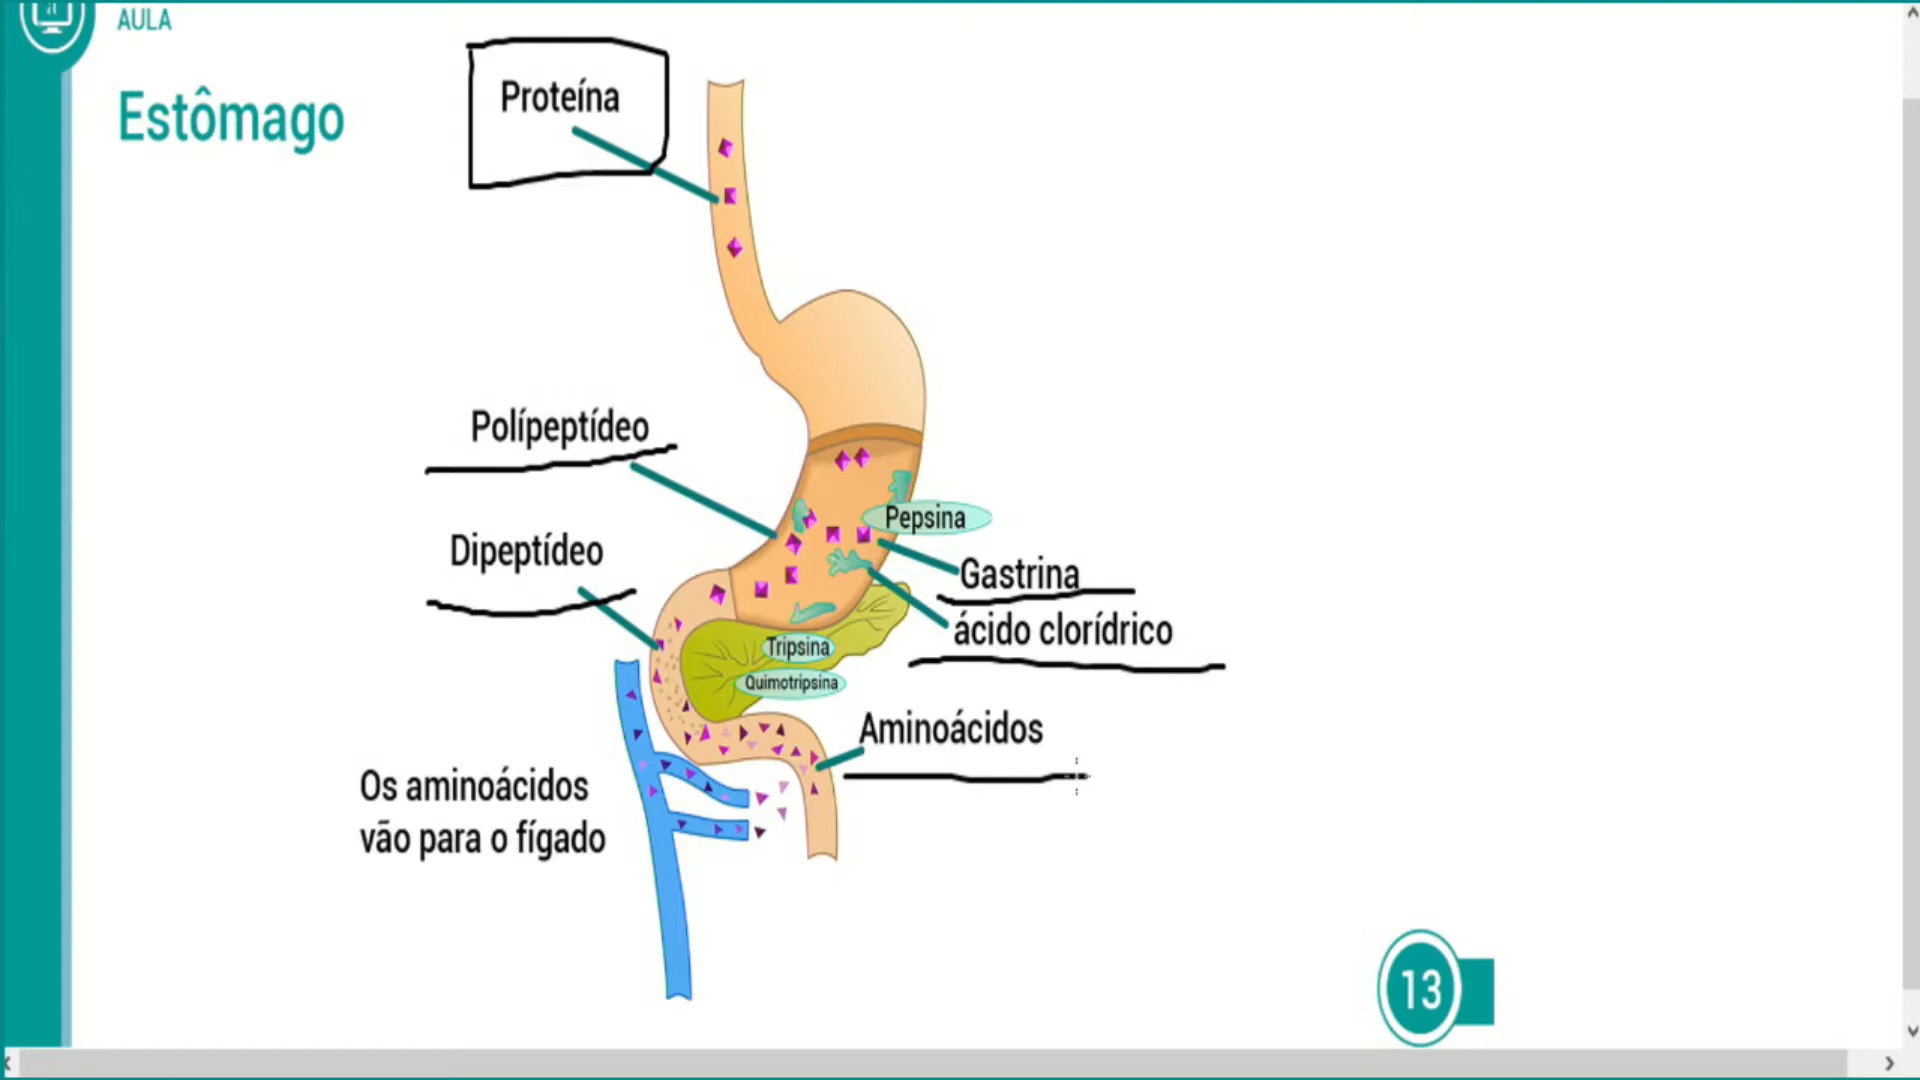 AULA
Estômago
Proteína
Polípeptídeo
Dipeptídeo
Pepsina
Gastrina
ácido clorídrico
Tripsina
Quimotripsina
Aminoácidos
Os aminoácidos
vão para o fígado
13